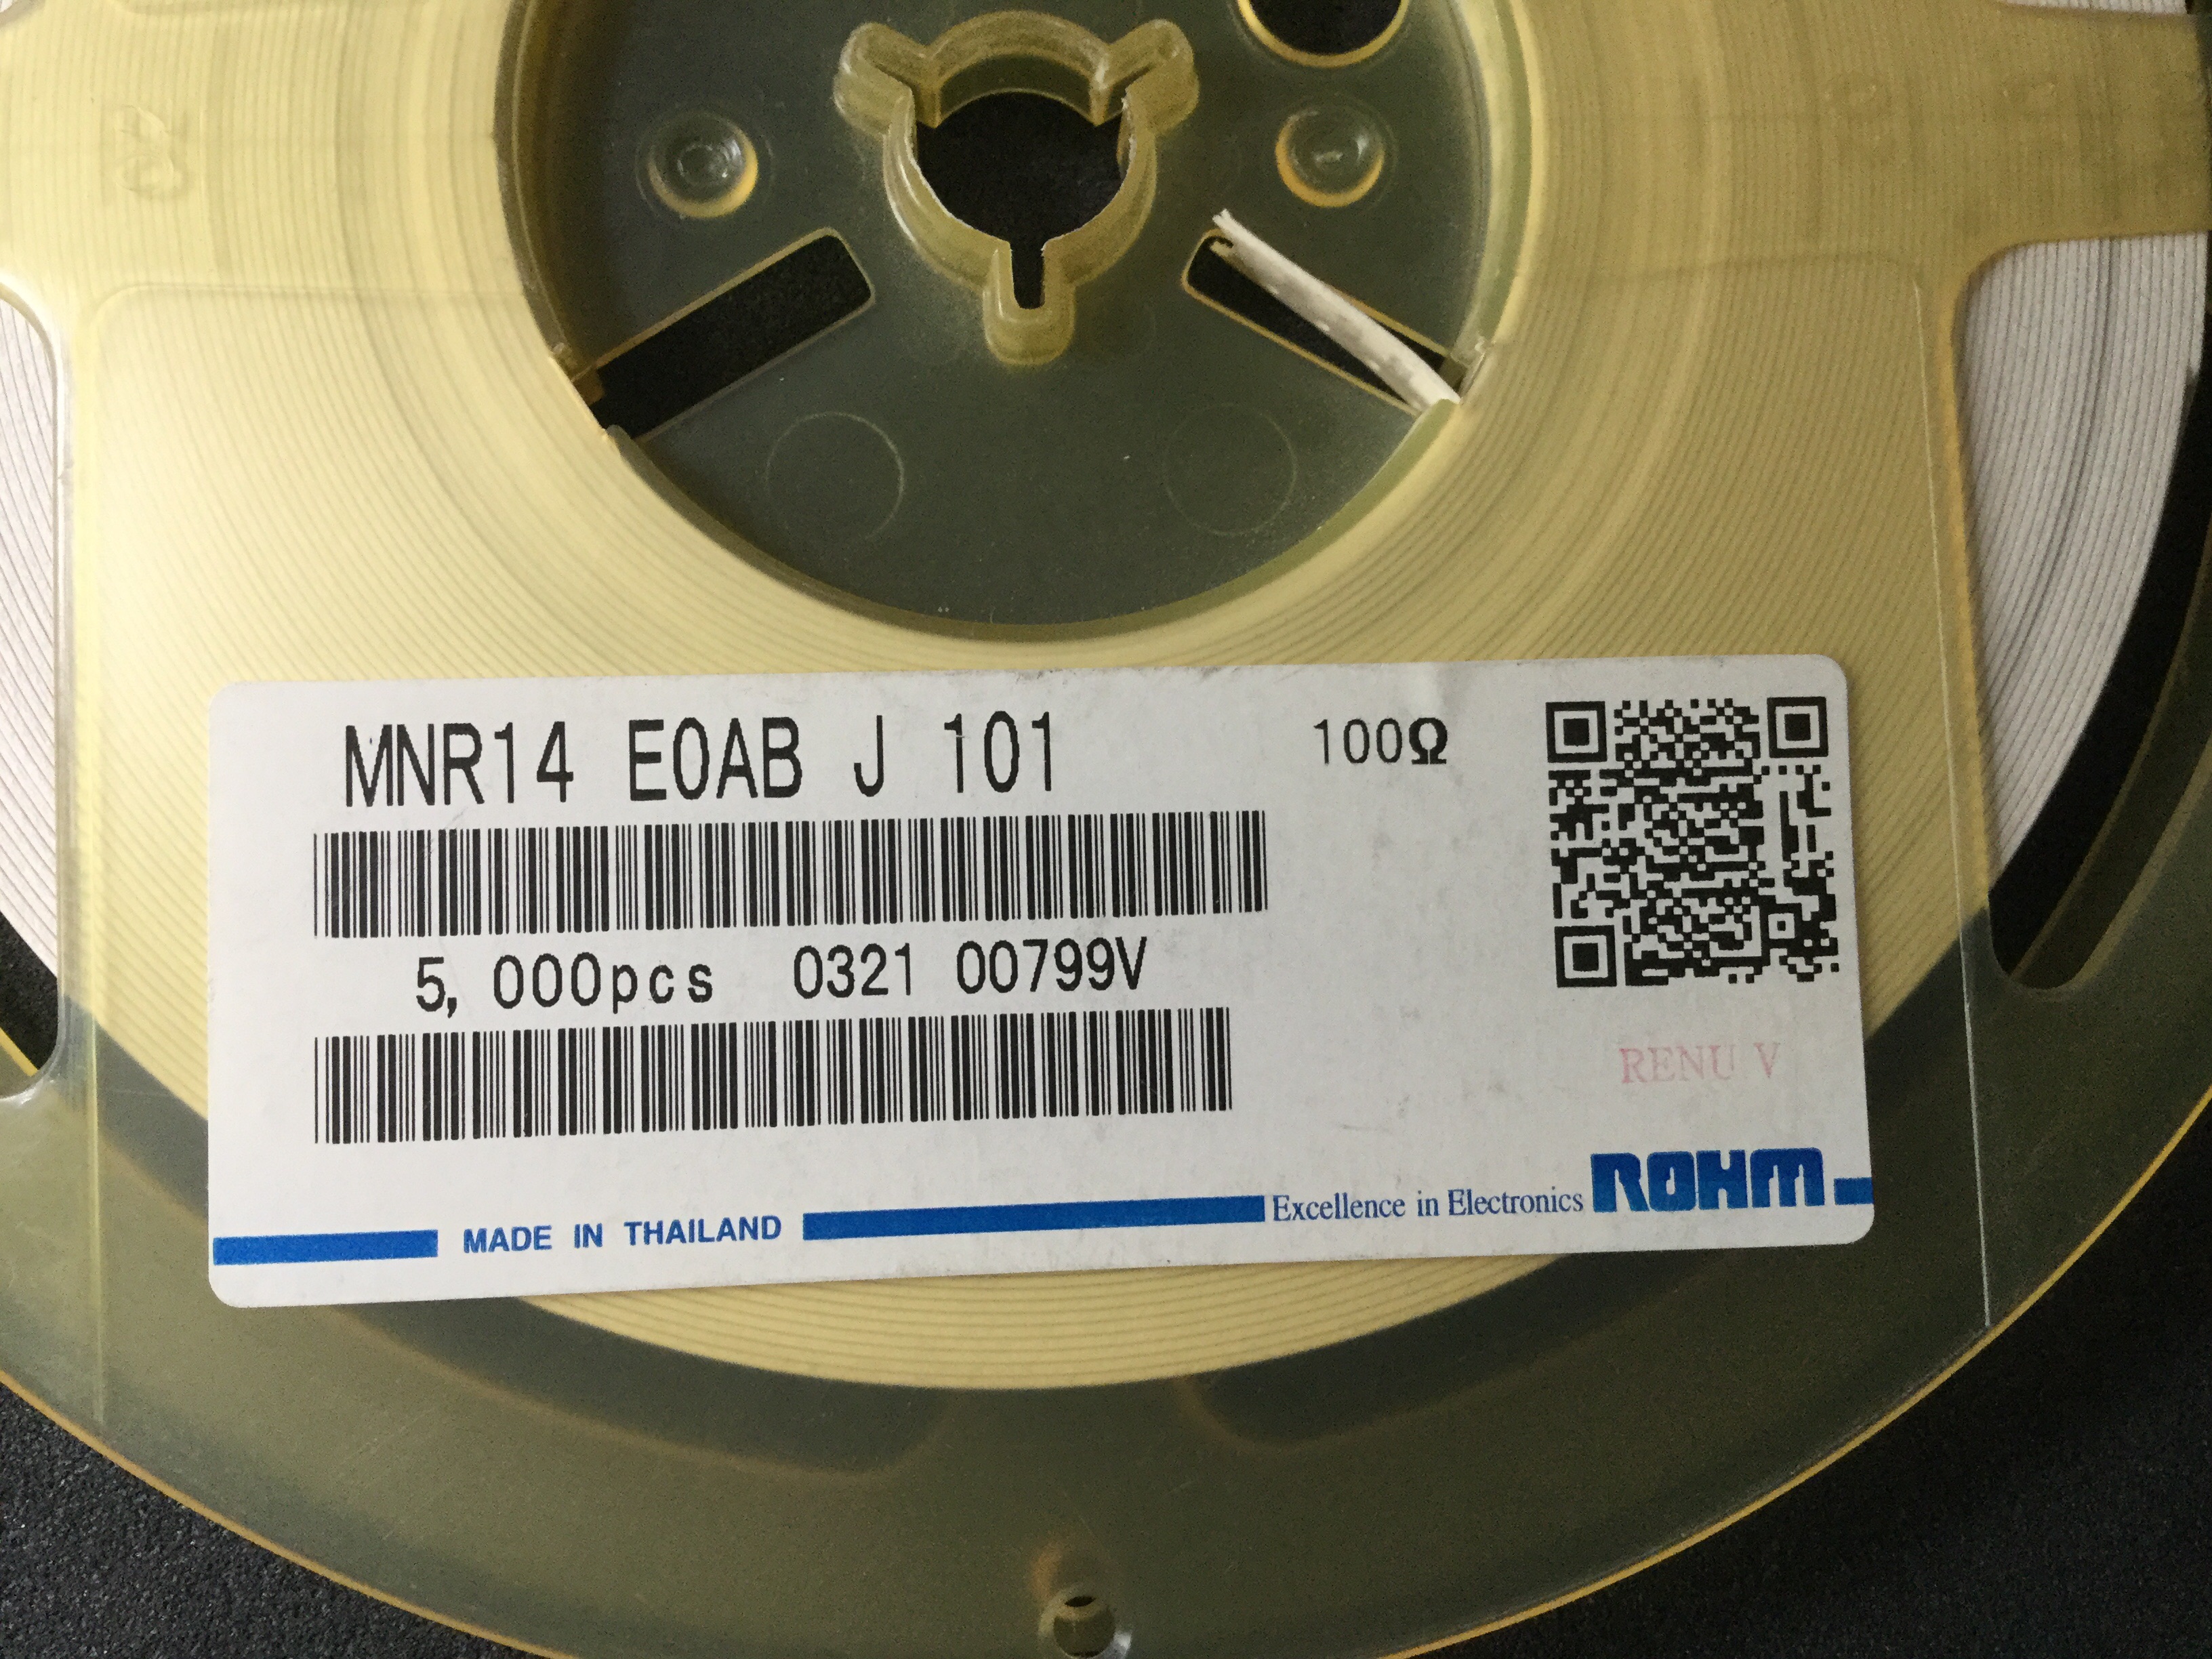 MNR14 E0AB J 101
100Ω
5,000pcs 0321 00799V
RENU V
MADE IN THAILAND
Excellence in Electronics ROHM